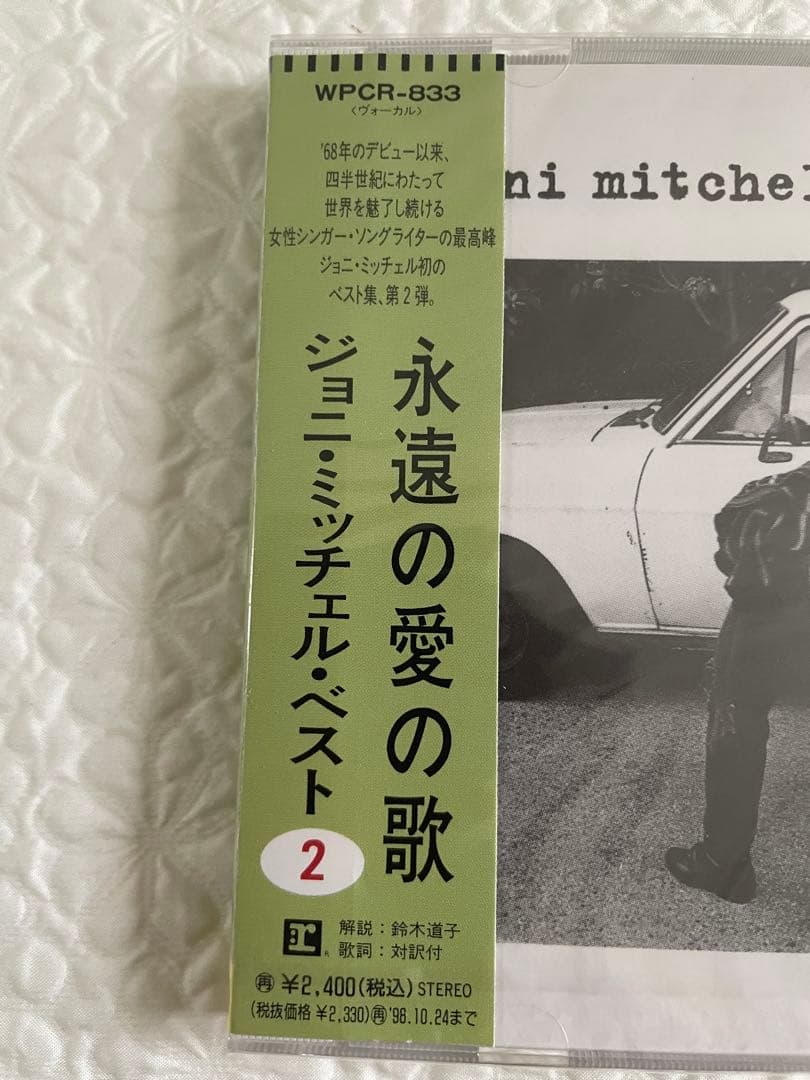 WPCR-833
〈ヴォーカル〉
'68年のデビュー以来、
四半世紀にわたって
世界を魅了し続ける
女性シンガー・ソングライターの最高峰
ジョニ・ミッチェル初の
ベスト集、第2弾。
永遠の愛の歌
ジョニ・ミッチェル・ベスト
2
r
R
解説：鈴木道子
歌詞：対訳付
再 ¥2,400(税込) STEREO
(税抜価格 ¥2,330)再'98.10.24まで
ni mitchel